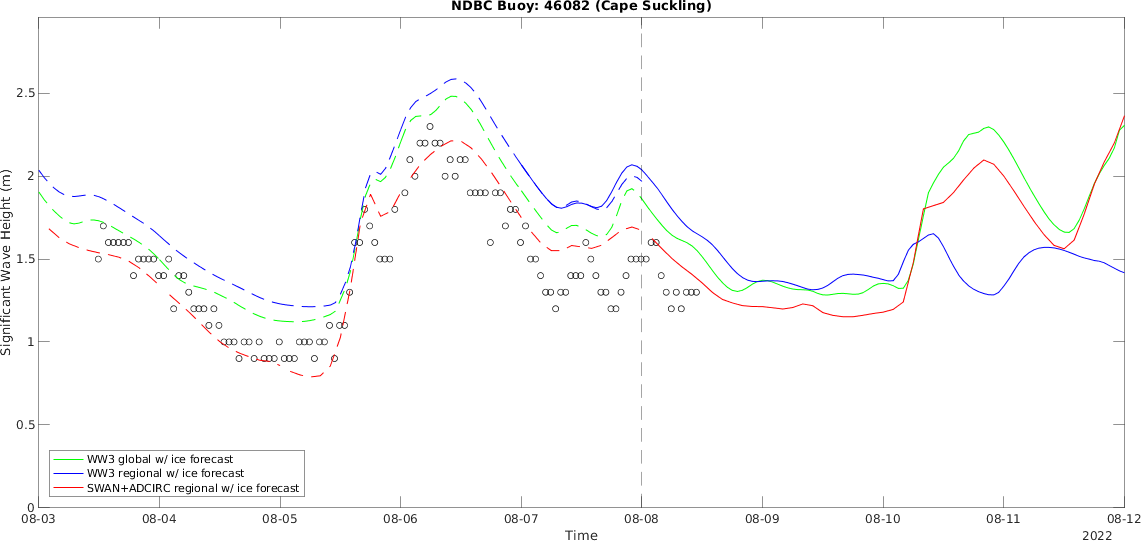 NDBC Buoy: 46082 (Cape Suckling)
Significant Wave Height (m)
2.5
2
1.5
1
0.5
0
WW3 global w/ ice forecast
WW3 regional w/ ice forecast
SWAN+ADCIRC regional w/ ice forecast
08-03 08-04 08-05 08-06 08-07 08-08 08-09 08-10 08-11 08-12
Time
2022